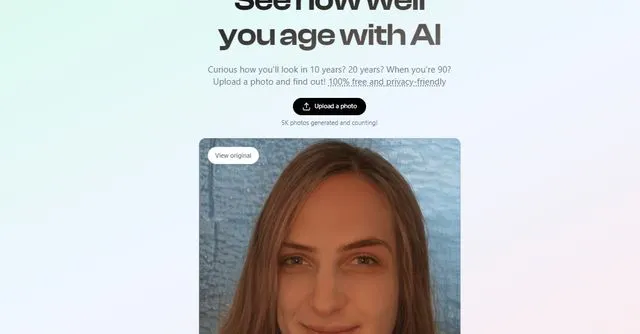 See how well
you age with AI
Curious how you'll look in 10 years? 20 years? When you're 90?
Upload a photo and find out! 100% free and privacy-friendly
Upload a photo
5K photos generated and counting!
View original